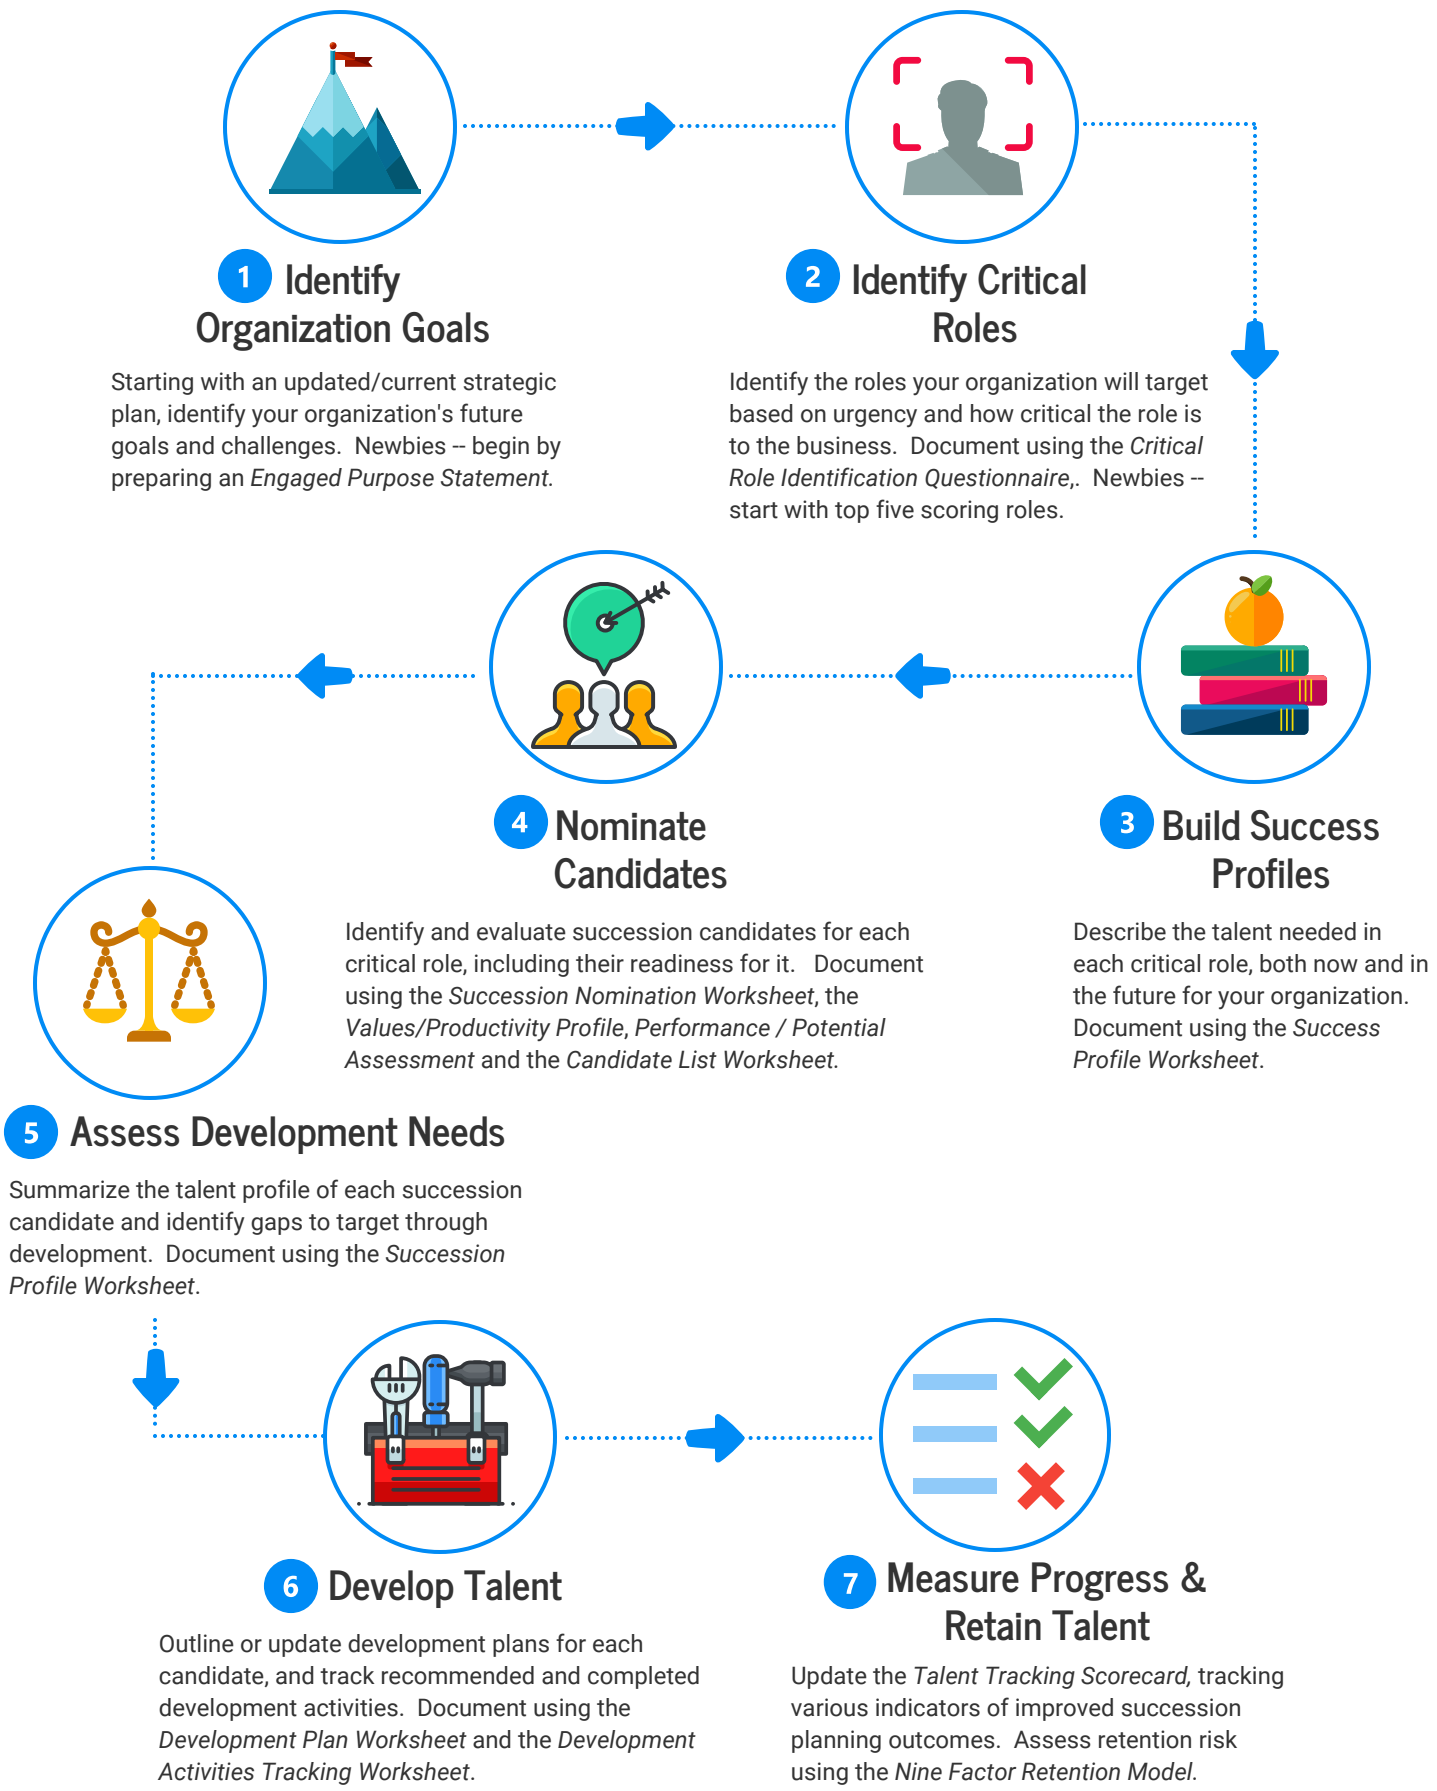 1 Identify
Organization Goals
Starting with an updated/current strategic
plan, identify your organization's future
goals and challenges.  Newbies -- begin by
preparing an Engaged Purpose Statement.
2 Identify Critical
Roles
Identify the roles your organization will target
based on urgency and how critical the role is
to the business.  Document using the Critical
Role Identification Questionnaire,.  Newbies --
start with top five scoring roles.
3 Build Success
Profiles
Describe the talent needed in
each critical role, both now and in
the future for your organization.
Document using the Success
Profile Worksheet.
4 Nominate
Candidates
Identify and evaluate succession candidates for each
critical role, including their readiness for it.   Document
using the Succession Nomination Worksheet, the
Values/Productivity Profile, Performance / Potential
Assessment and the Candidate List Worksheet.
5 Assess Development Needs
Summarize the talent profile of each succession
candidate and identify gaps to target through
development.  Document using the Succession
Profile Worksheet.
6 Develop Talent
Outline or update development plans for each
candidate, and track recommended and completed
development activities.  Document using the
Development Plan Worksheet and the Development
Activities Tracking Worksheet.
7 Measure Progress &
Retain Talent
Update the Talent Tracking Scorecard, tracking
various indicators of improved succession
planning outcomes.  Assess retention risk
using the Nine Factor Retention Model.